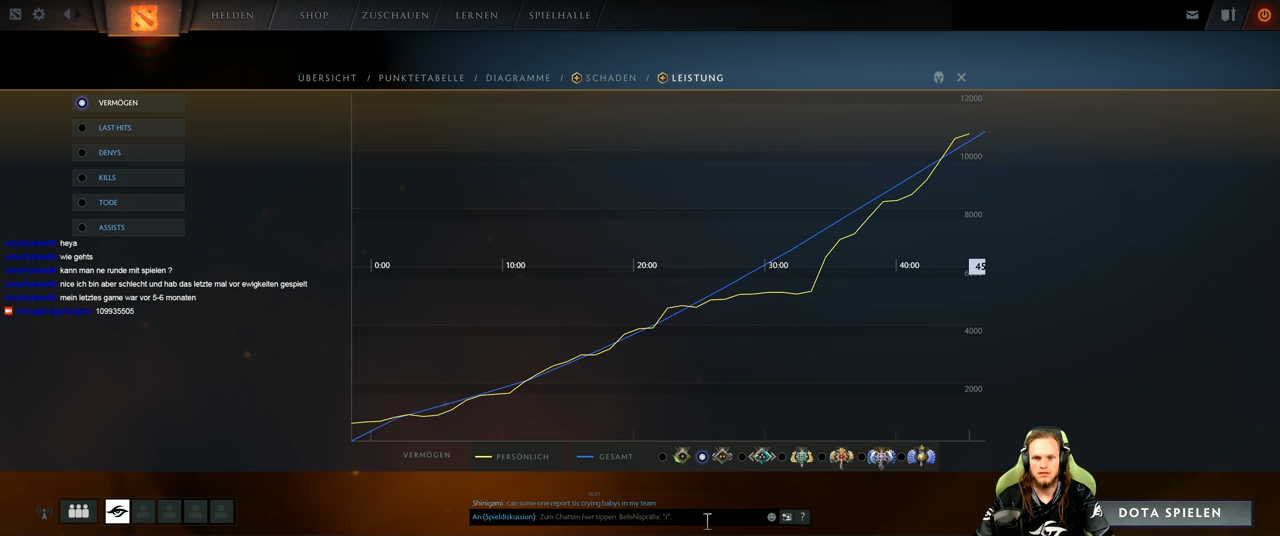 HELDEN
SHOP
ZUSCHAUEN
LERNEN
SPIELHALLE
ÜBERSICHT / PUNKTETABELLE / DIAGRAMME / SCHADEN / LEISTUNG
VERMÖGEN
LAST HITS
DENYS
KILLS
TODE
ASSISTS
heya
wie gehts
kann man ne runde mit spielen ?
nice ich bin aber schlecht und hab das letzte mal vor ewigkeiten gespielt
mein letztes game war vor 5-6 monaten
109935505
12000
10000
8000
4000
2000
0:00
10:00
20:00
30:00
40:00
45
VERMÖGEN
PERSÖNLICH
GESAMT
Shinigami: can some one report tis crying babys in my team
An (Spieldiskussion): Zum Chatten hier tippen. Befehlspräfix: "/".
?
DOTA SPIELEN